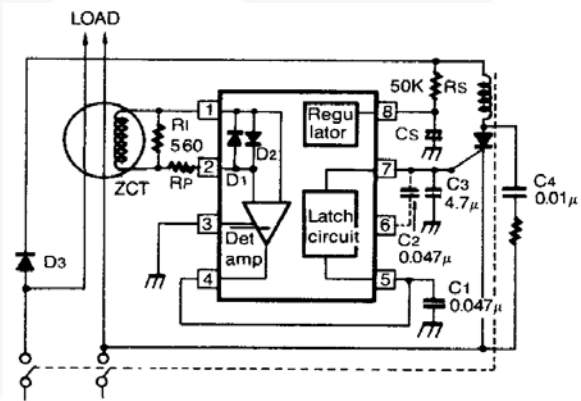 LOAD
RI
560
RP
ZCT
D3
1
2
3
4
D1
D2
Det
amp
Regu
lator
Latch
circuit
8
7
6
5
50K
RS
CS
C3
4.7μ
C4
0.01μ
C2
0.047μ
C1
0.047μ